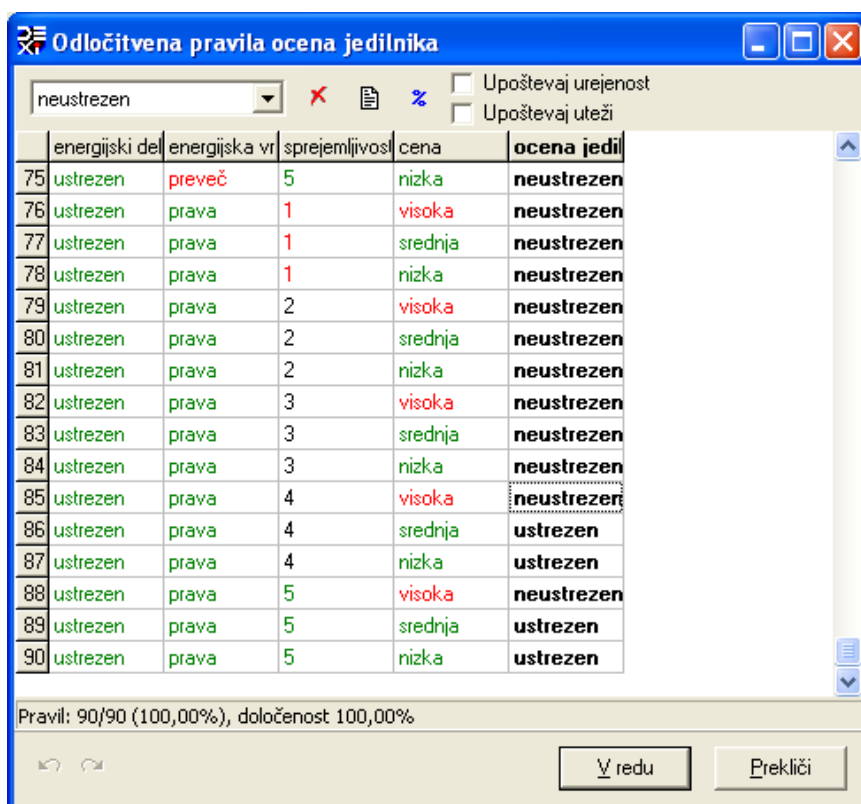 Odločitvena pravila ocena jedilnika
neustrezen
Upoštevaj urejenost
% Upoštevaj uteži
energijski del energijska vr sprejemljivosl cena ocena jedil
75 ustrezen preveč 5 nizka neustrezen
76 ustrezen prava 1 visoka neustrezen
77 ustrezen prava 1 srednja neustrezen
78 ustrezen prava 1 nizka neustrezen
79 ustrezen prava 2 visoka neustrezen
80 ustrezen prava 2 srednja neustrezen
81 ustrezen prava 2 nizka neustrezen
82 ustrezen prava 3 visoka neustrezen
83 ustrezen prava 3 srednja neustrezen
84 ustrezen prava 3 nizka neustrezen
85 ustrezen prava 4 visoka neustrezen
86 ustrezen prava 4 srednja ustrezen
87 ustrezen prava 4 nizka ustrezen
88 ustrezen prava 5 visoka neustrezen
89 ustrezen prava 5 srednja ustrezen
90 ustrezen prava 5 nizka ustrezen
Pravil: 90/90 (100,00%), določenost 100,00%
V redu Prekliči